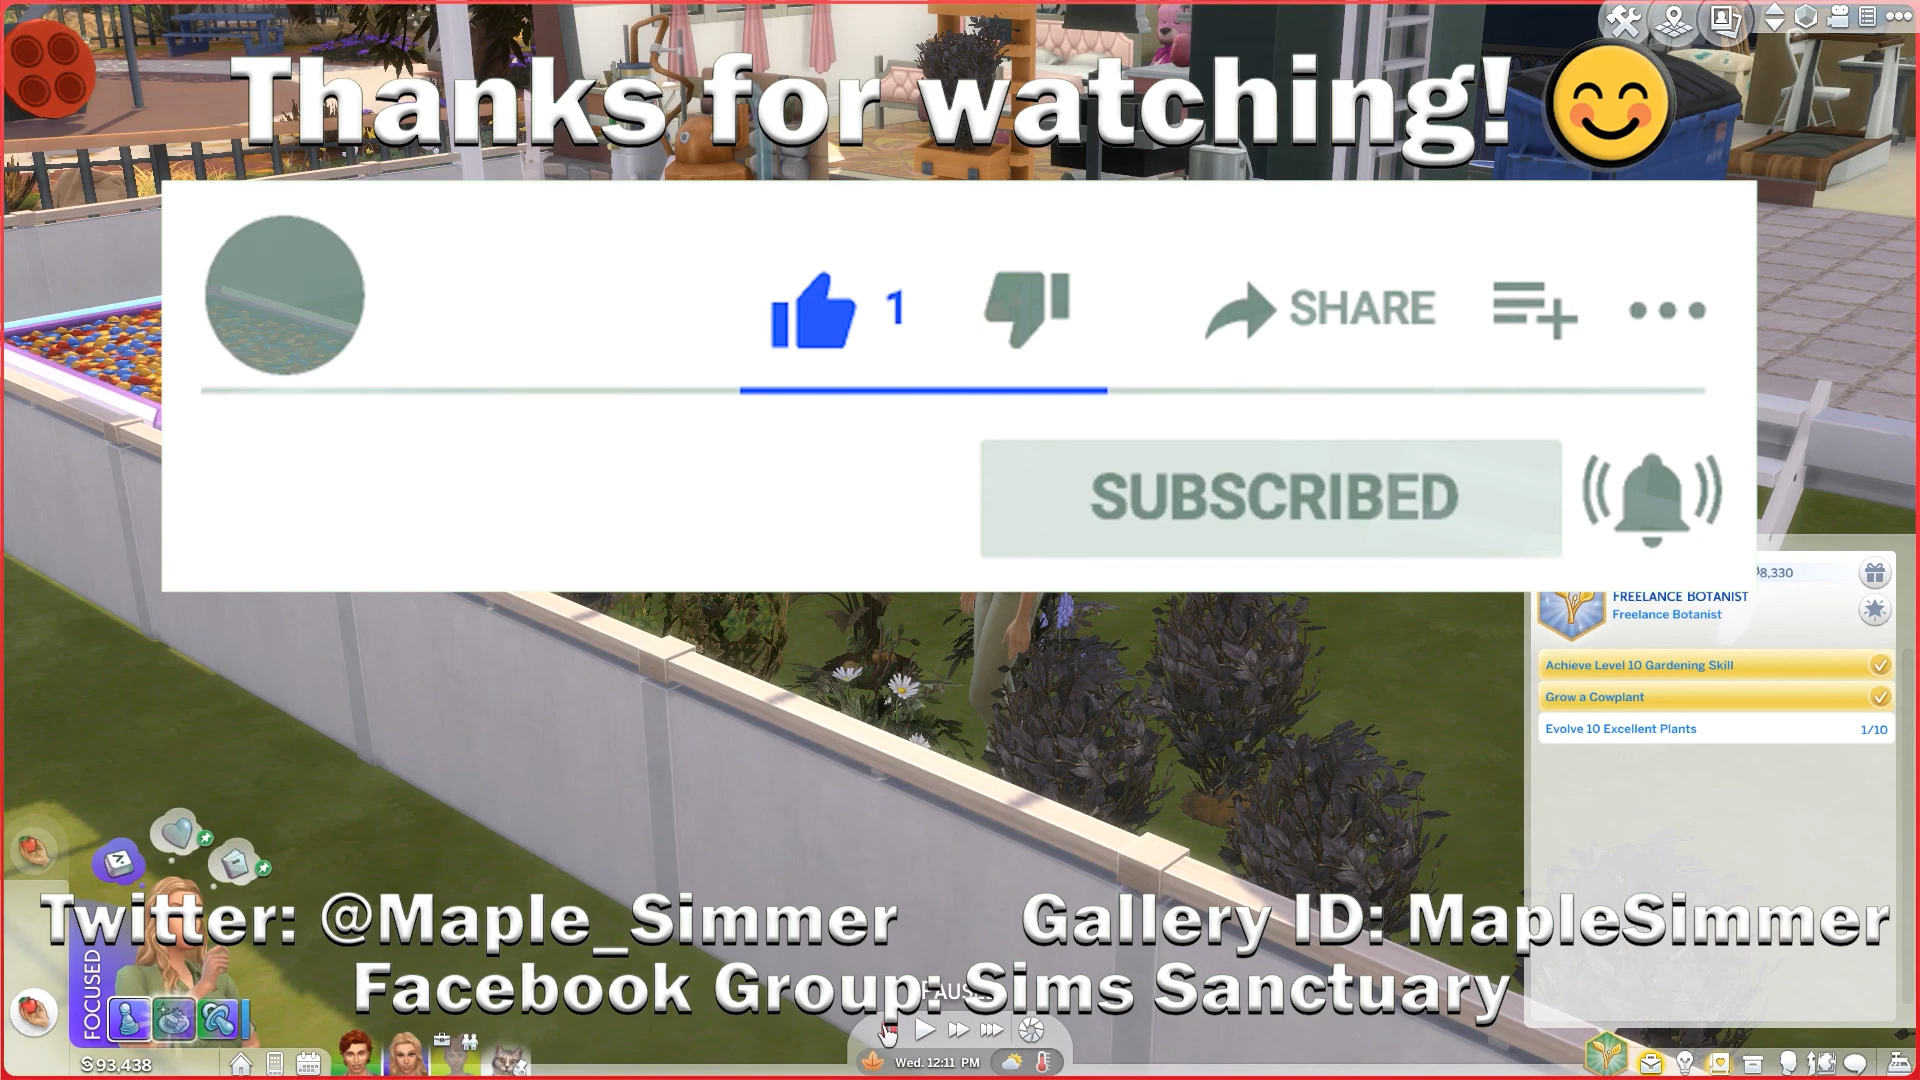 Thanks for watching!
1
SHARE
SUBSCRIBED
8,330
FREELANCE BOTANIST
Freelance Botanist
Achieve Level 10 Gardening Skill
Grow a Cowplant
Evolve 10 Excellent Plants 1/10
Twitter: @Maple_Simmer
Gallery ID: MapleSimmer
Facebook Group: Sims Sanctuary
FOCUSED
93,438
Wed. 12:11 PM